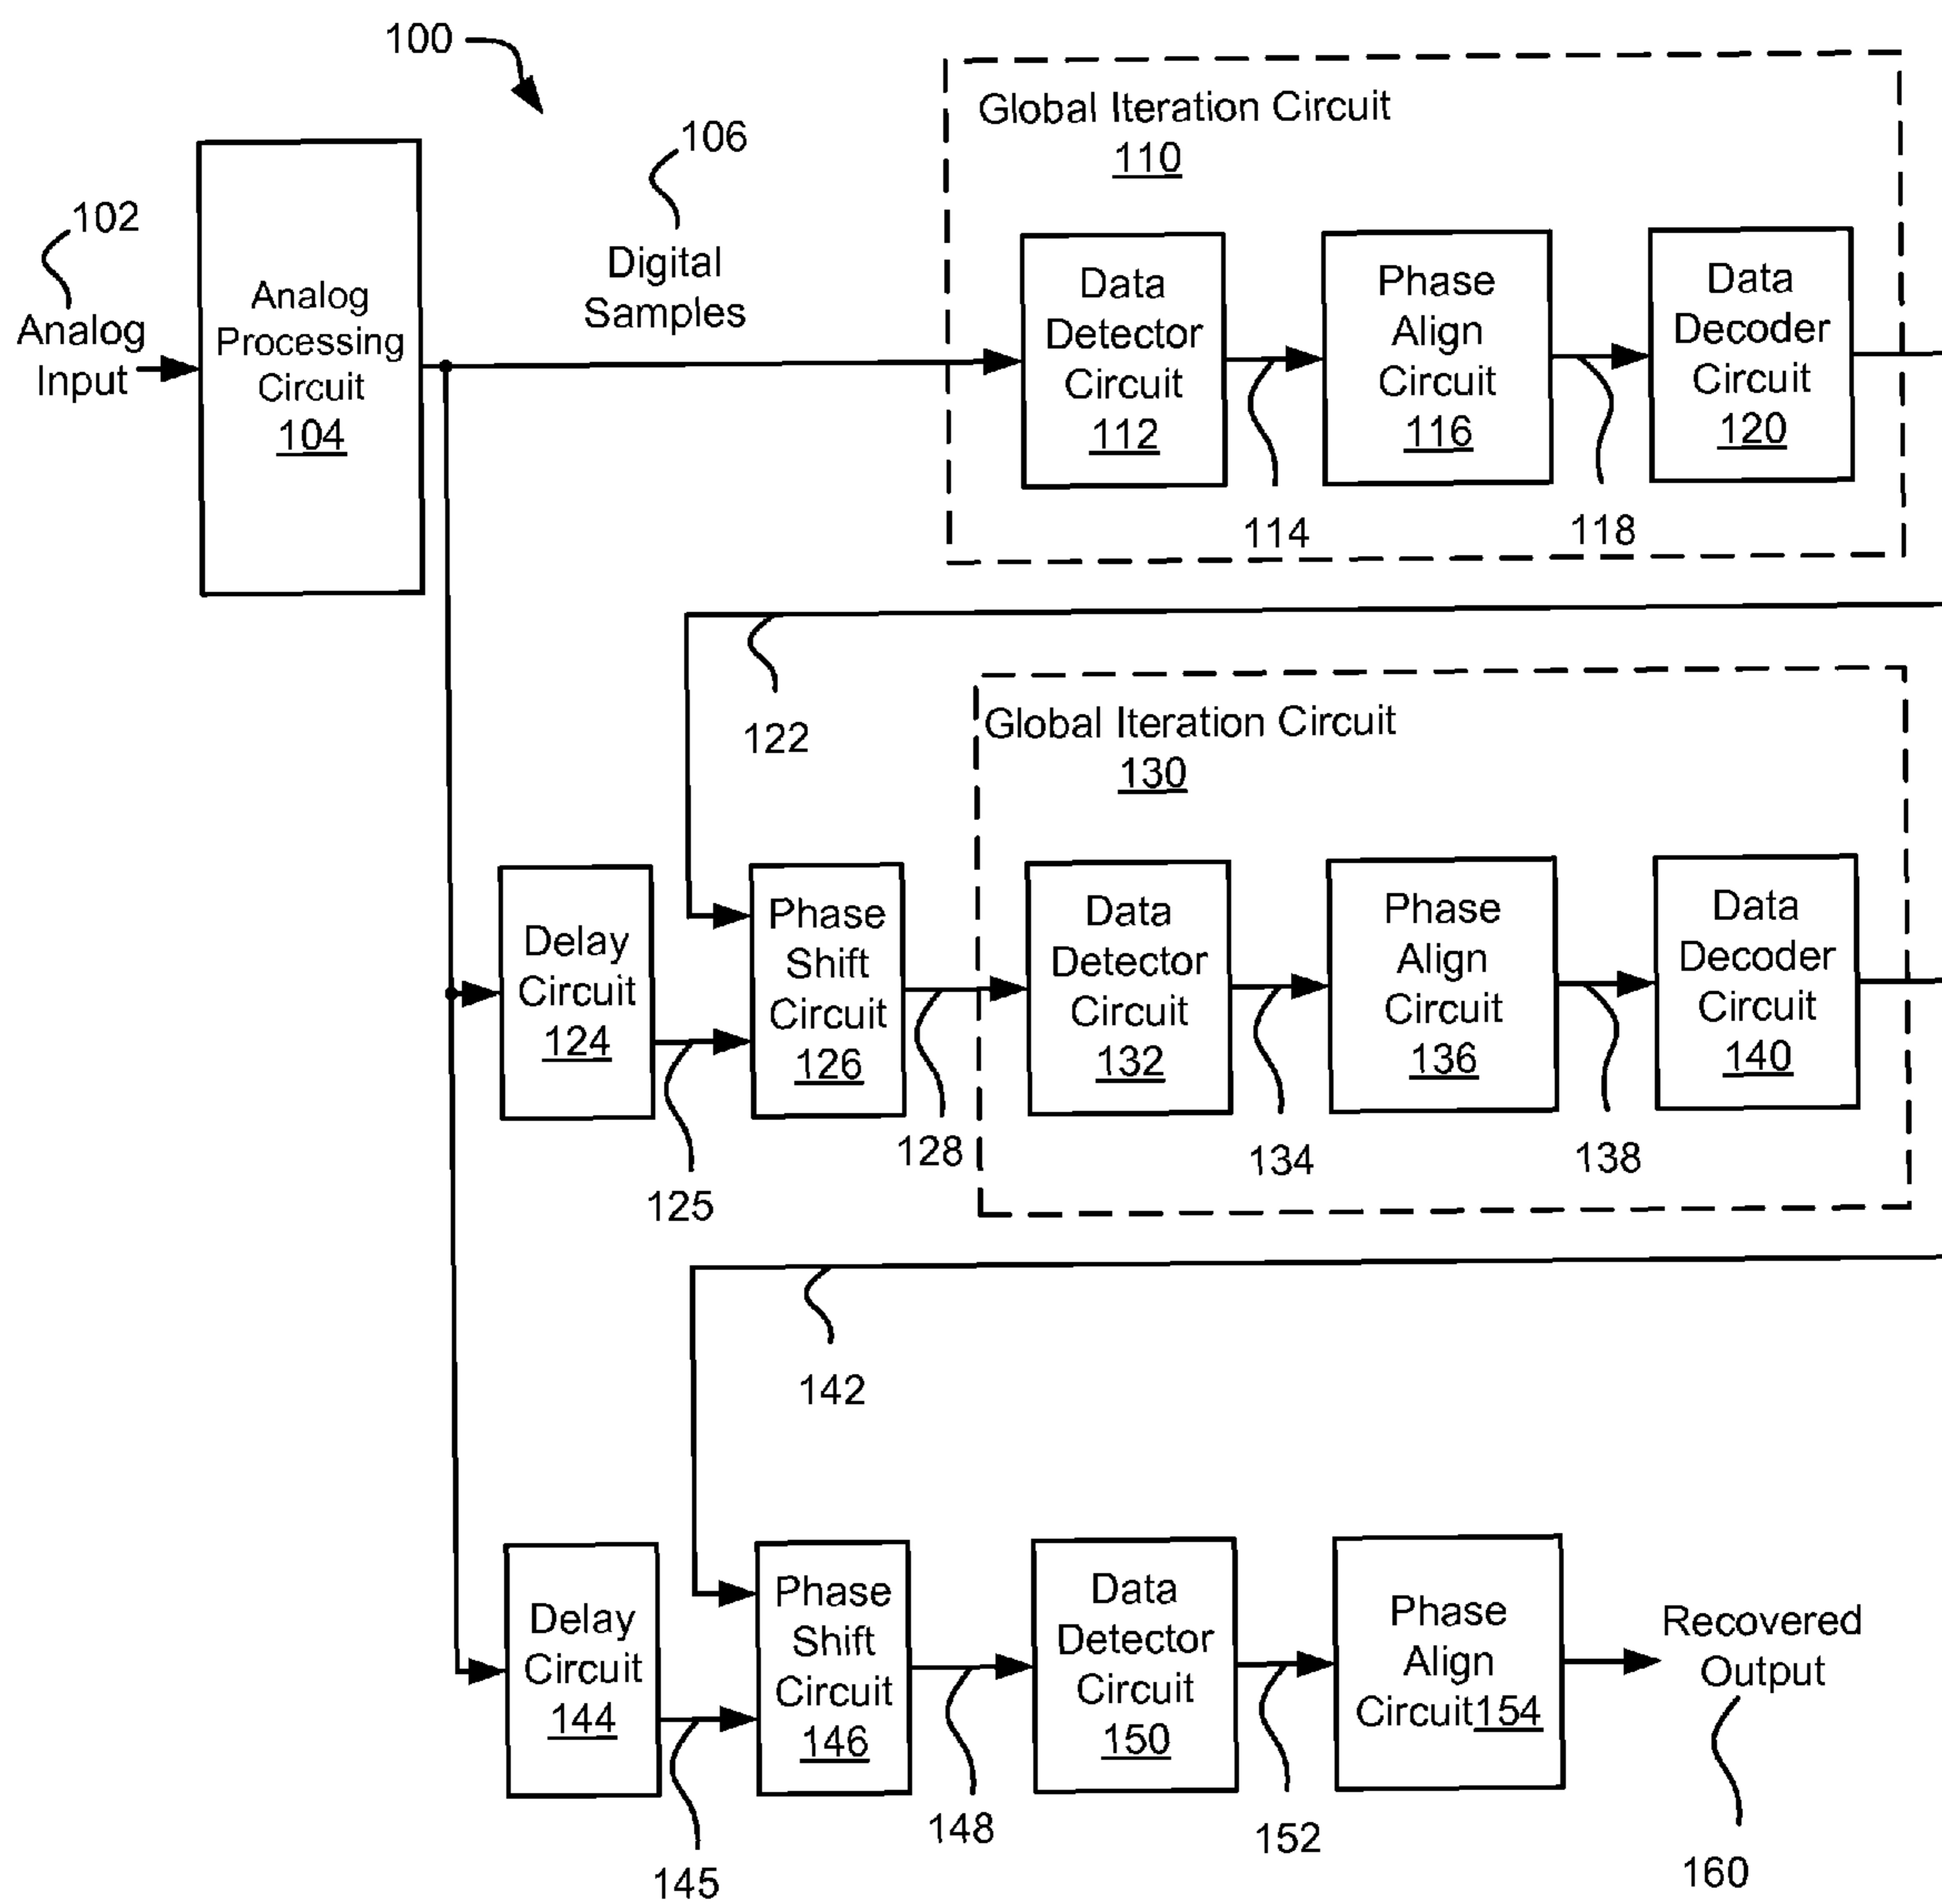 100
102
Analog
Input
Analog
Processing
Circuit
104
106
Digital
Samples
Global Iteration Circuit
110
Data
Detector
Circuit
112
114
Phase
Align
Circuit
116
118
Data
Decoder
Circuit
120
122
Delay
Circuit
124
125
Phase
Shift
Circuit
126
128
Global Iteration Circuit
130
Data
Detector
Circuit
132
134
Phase
Align
Circuit
136
138
Data
Decoder
Circuit
140
142
Delay
Circuit
144
145
Phase
Shift
Circuit
146
148
Data
Detector
Circuit
150
152
Phase
Align
Circuit154
Recovered
Output
160